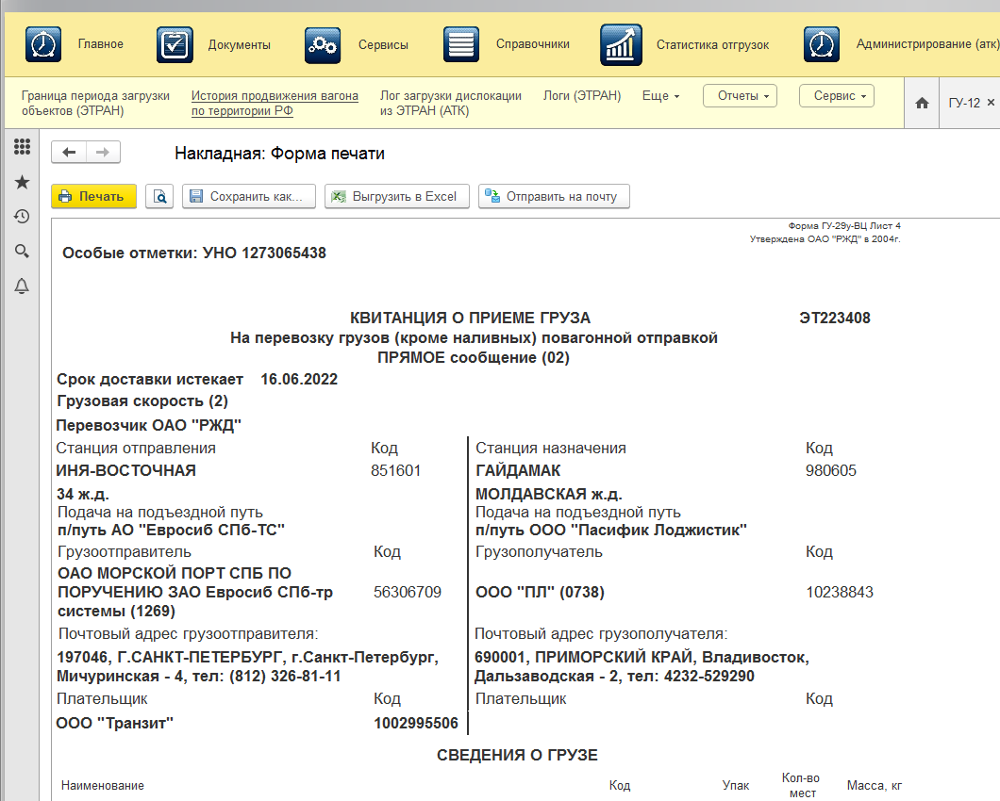 Главное
Документы
Сервисы
Справочники
Статистика отгрузок
Администрирование (атк)
Граница периода загрузки объектов (ЭТРАН)
История продвижения вагона по территории РФ
Лог загрузки дислокации из ЭТРАН (АТК)
Логи (ЭТРАН)
Еще
Отчеты
Сервис
ГУ-12 ×
Накладная: Форма печати
Печать
Сохранить как...
Выгрузить в Excel
Отправить на почту
Форма ГУ-29у-ВЦ Лист 4
Утверждена ОАО "РЖД" в 2004г.
Особые отметки: УНО 1273065438
КВИТАНЦИЯ О ПРИЕМЕ ГРУЗА ЭТ223408
На перевозку грузов (кроме наливных) повагонной отправкой
ПРЯМОЕ сообщение (02)
Срок доставки истекает 16.06.2022
Грузовая скорость (2)
Перевозчик ОАО "РЖД"
Станция отправления Код Станция назначения Код
ИНЯ-ВОСТОЧНАЯ 851601 ГАЙДАМАК 980605
34 ж.д. МОЛДАВСКАЯ ж.д.
Подача на подъездной путь Подача на подъездной путь
п/путь АО "Евросиб СПб-ТС" п/путь ООО "Пасифик Лоджистик"
Грузоотправитель Код Грузополучатель Код
ОАО МОРСКОЙ ПОРТ СПБ ПО
ПОРУЧЕНИЮ ЗАО Евросиб СПб-тр 56306709 ООО "ПЛ" (0738) 10238843
системы (1269)
Почтовый адрес грузоотправителя: Почтовый адрес грузополучателя:
197046, Г.САНКТ-ПЕТЕРБУРГ, г.Санкт-Петербург, 690001, ПРИМОРСКИЙ КРАЙ, Владивосток,
Мичуринская - 4, тел: (812) 326-81-11 Дальзаводская - 2, тел: 4232-529290
Плательщик Код Плательщик Код
ООО "Транзит" 1002995506
СВЕДЕНИЯ О ГРУЗЕ
Наименование Код Упак Кол-во мест Масса, кг